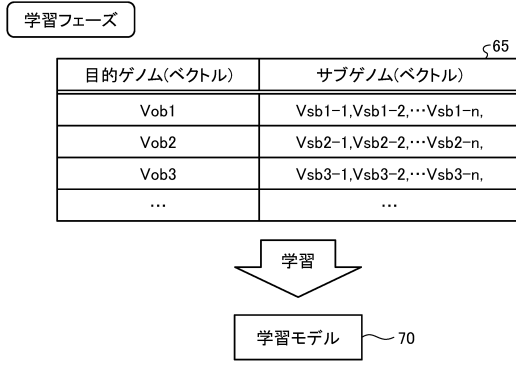 学習フェーズ
65
目的ゲノム(ベクトル) サブゲノム(ベクトル)
Vob1 Vsb1-1,Vsb1-2,…Vsb1-n,
Vob2 Vsb2-1,Vsb2-2,…Vsb2-n,
Vob3 Vsb3-1,Vsb3-2,…Vsb3-n,
… …
学習
学習モデル 70